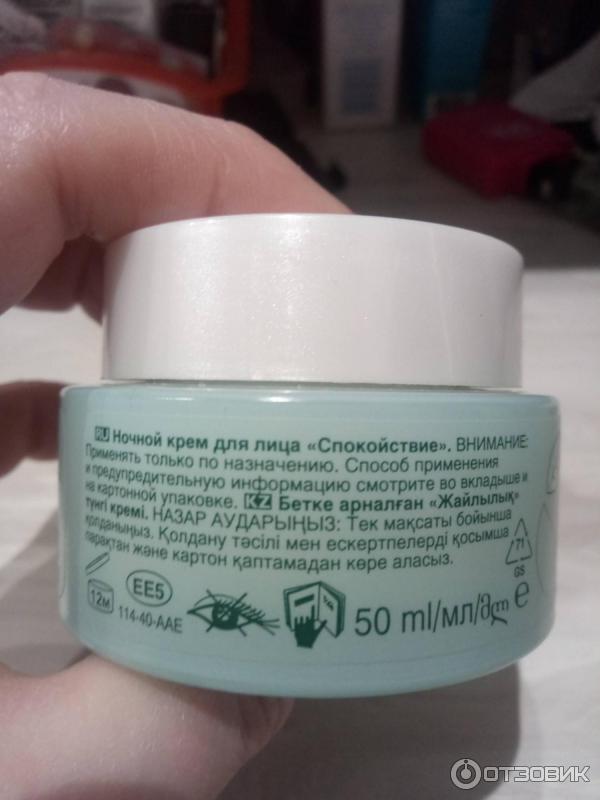 RU Ночной крем для лица «Спокойствие». ВНИМАНИЕ:
Применять только по назначению. Способ применения
и предупредительную информацию смотрите во вкладыше и
на картонной упаковке. KZ Бетке арналған «Жайлылық»
түнгі кремі. НАЗАР АУДАРЫҢЫЗ: Тек мақсаты бойынша
қолданыңыз. Қолдану тәсілі мен ескертпелерді қосымша
парақтан және картон қаптамадан көре аласыз.
12M
EE5
114-40-AAE
50 ml/мл/მლ e
71
GS
ОТЗОВИК